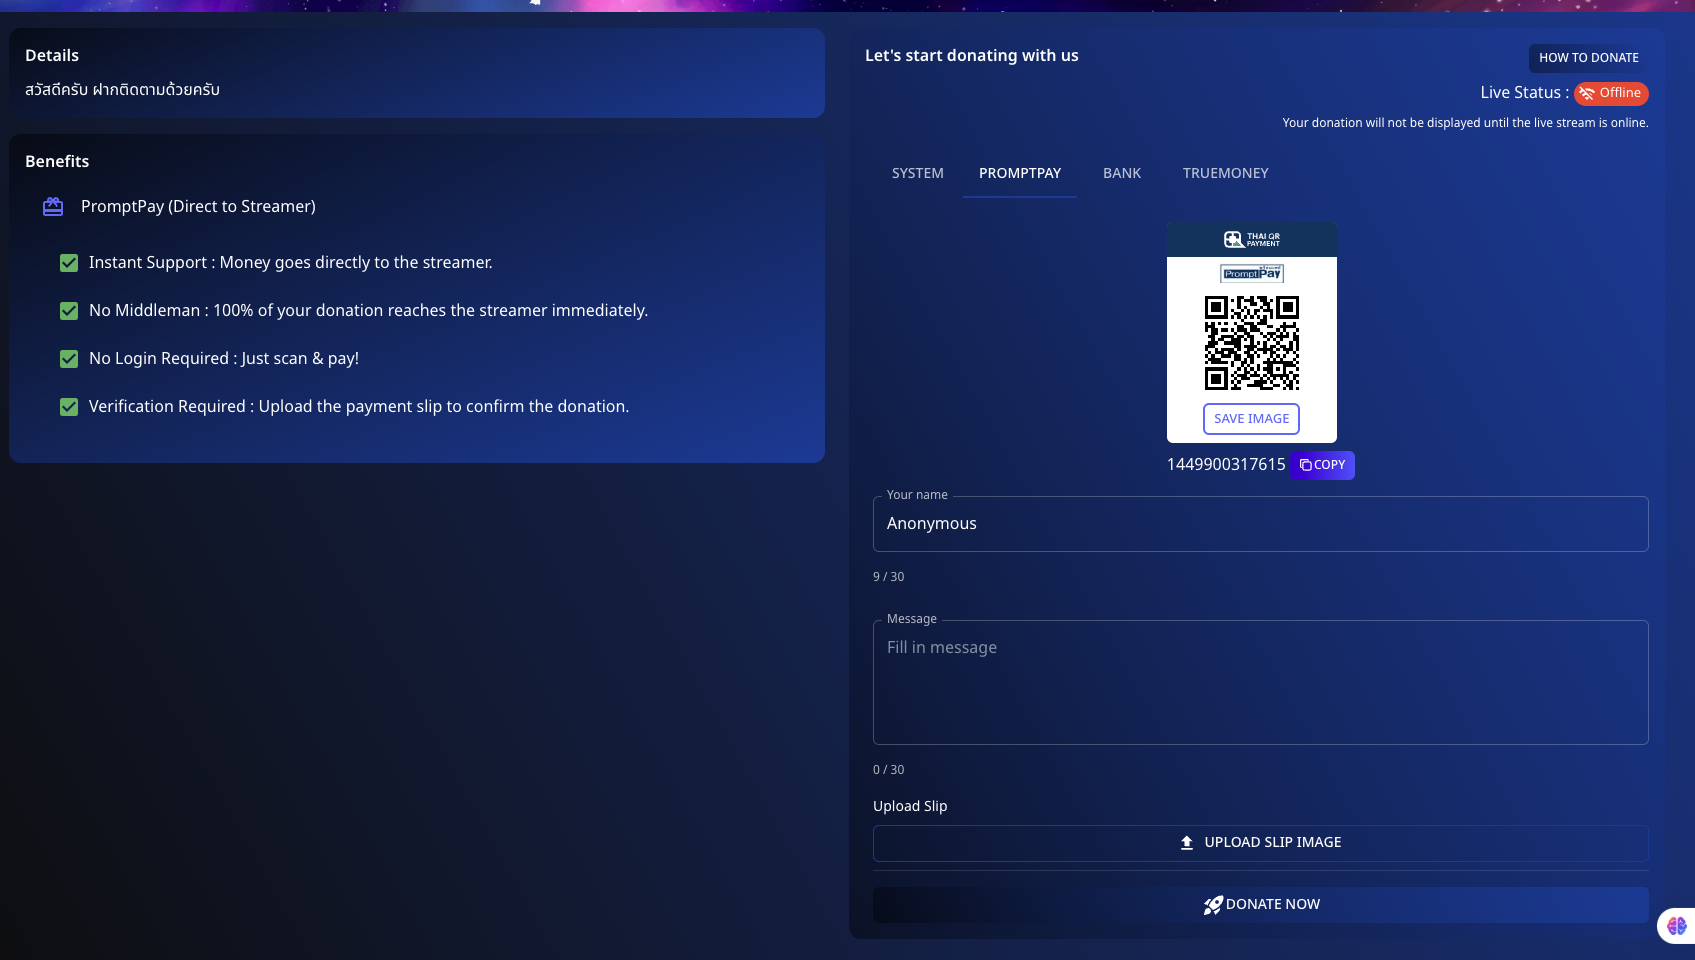 Details
สวัสดีครับ ฝากติดตามด้วยครับ
Benefits
PromptPay (Direct to Streamer)
Instant Support : Money goes directly to the streamer.
No Middleman : 100% of your donation reaches the streamer immediately.
No Login Required : Just scan & pay!
Verification Required : Upload the payment slip to confirm the donation.
Let's start donating with us
HOW TO DONATE
Live Status : Offline
Your donation will not be displayed until the live stream is online.
SYSTEM PROMPTPAY BANK TRUEMONEY
THAI QR
PAYMENT
PromptPay
SAVE IMAGE
1449900317615 COPY
Your name
Anonymous
9 / 30
Message
Fill in message
0 / 30
Upload Slip
UPLOAD SLIP IMAGE
DONATE NOW